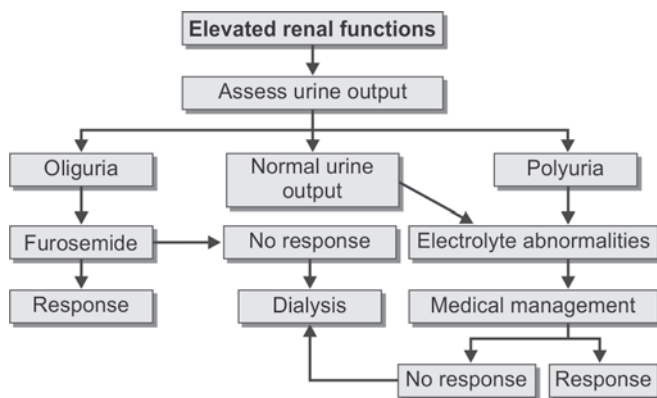 Elevated renal functions
Assess urine output
Oliguria
Normal urine
output
Polyuria
Furosemide
No response
Electrolyte abnormalities
Response
Dialysis
Medical management
No response
Response